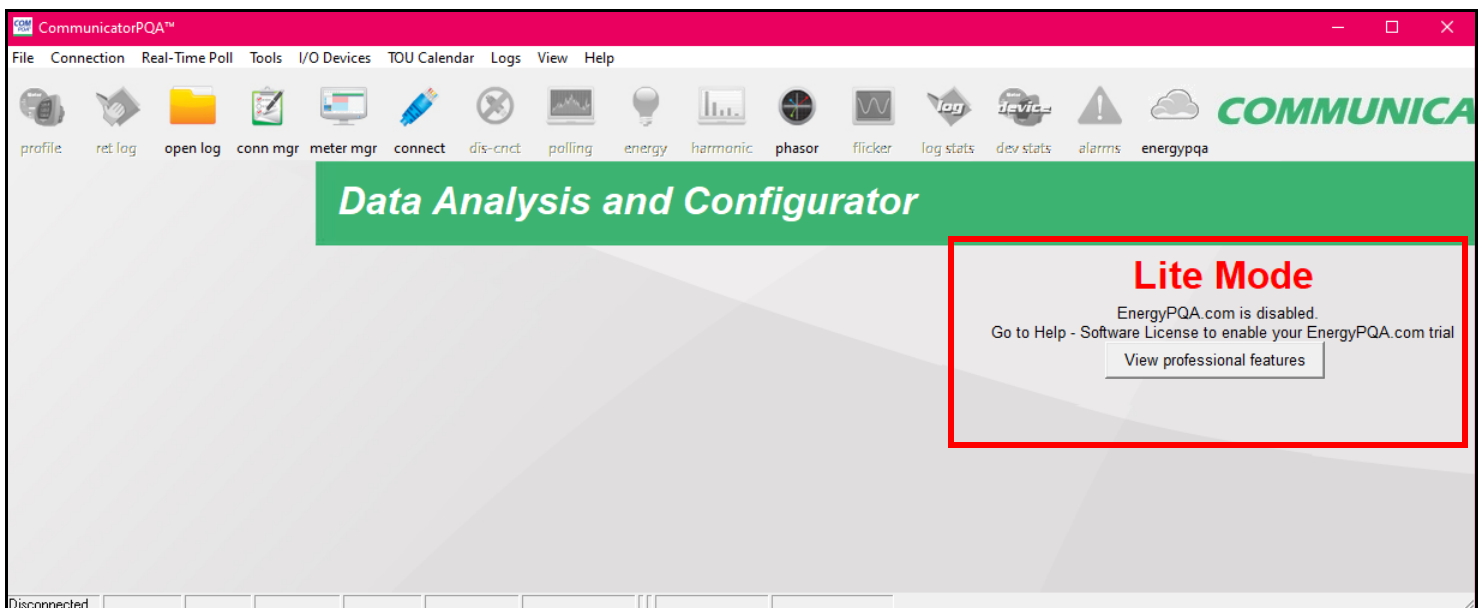 COM
PQA
CommunicatorPQA™
File Connection Real-Time Poll Tools I/O Devices TOU Calendar Logs View Help
log device COMMUNICA
profile ret log open log conn mgr meter mgr connect dis-cnct polling energy harmonic phasor flicker log stats dev stats alarms energypqa
Data Analysis and Configurator
Lite Mode
EnergyPQA.com is disabled.
Go to Help - Software License to enable your EnergyPQA.com trial
View professional features
Disconnected